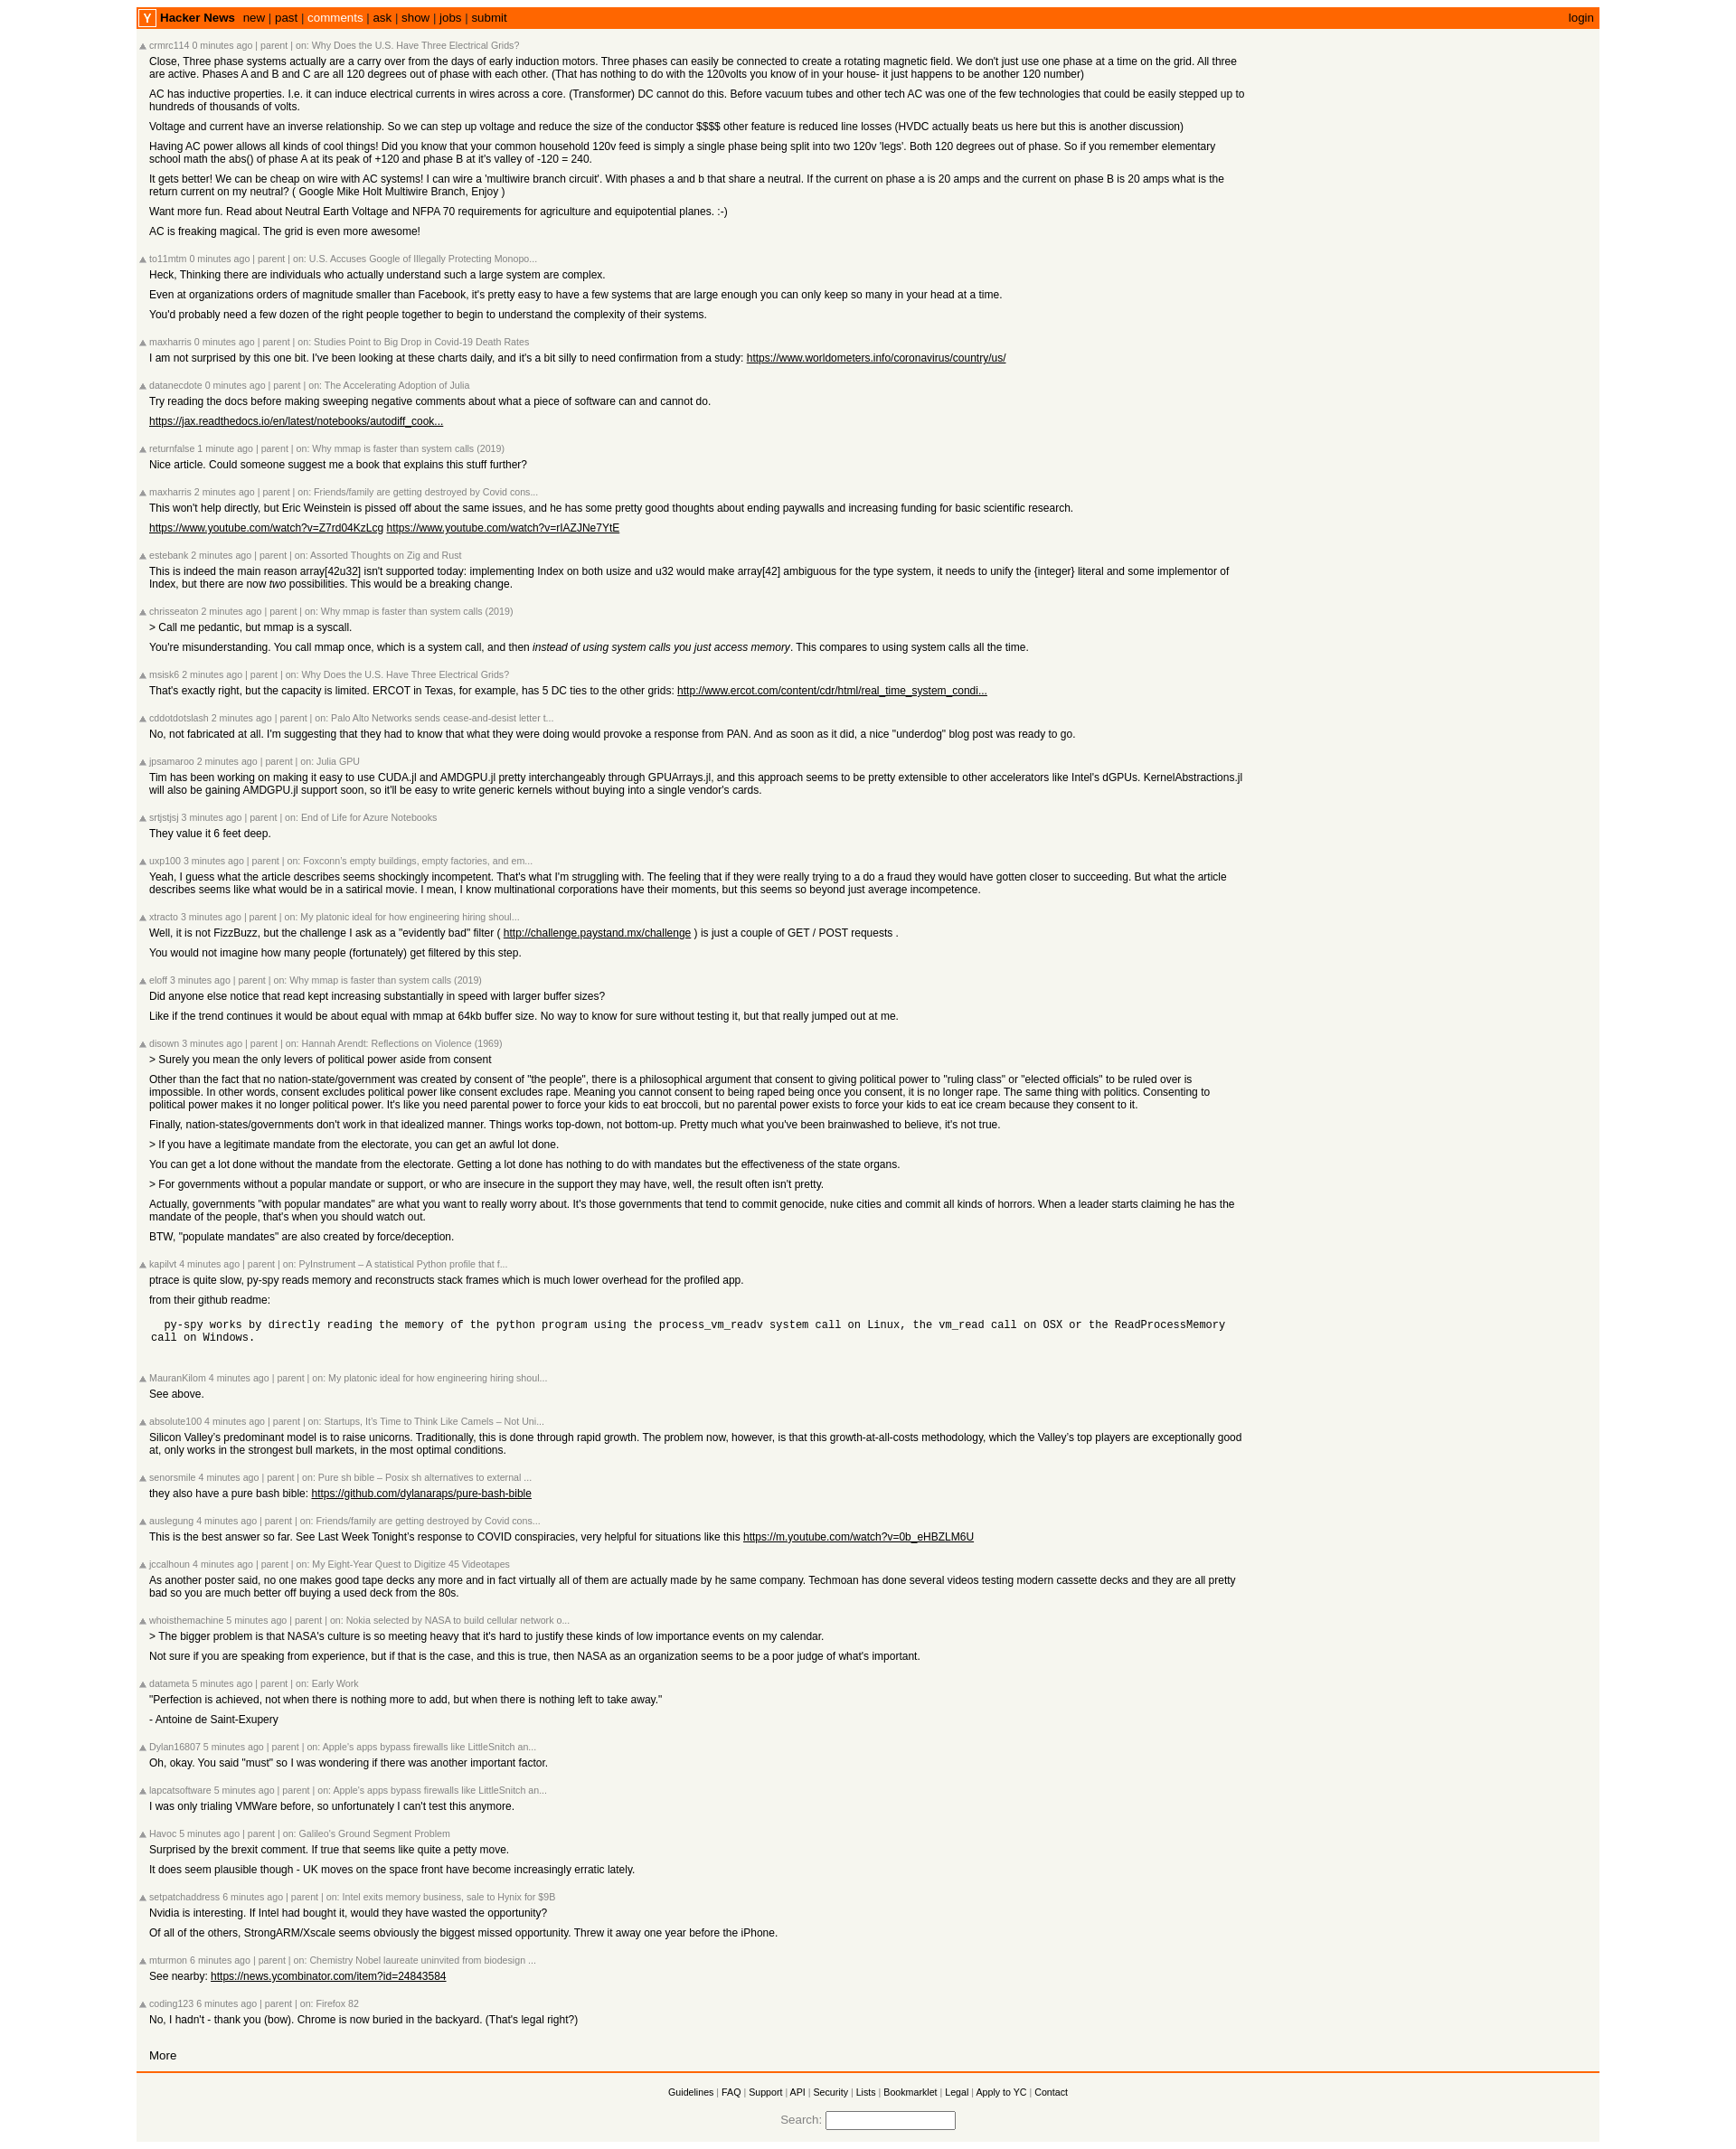 Y Hacker News new | past | comments | ask | show | jobs | submit login
crmrc114 0 minutes ago | parent | on: Why Does the U.S. Have Three Electrical Grids?
Close, Three phase systems actually are a carry over from the days of early induction motors. Three phases can easily be connected to create a rotating magnetic field. We don't just use one phase at a time on the grid. All three
are active. Phases A and B and C are all 120 degrees out of phase with each other. (That has nothing to do with the 120volts you know of in your house- it just happens to be another 120 number)
AC has inductive properties. I.e. it can induce electrical currents in wires across a core. (Transformer) DC cannot do this. Before vacuum tubes and other tech AC was one of the few technologies that could be easily stepped up to
hundreds of thousands of volts.
Voltage and current have an inverse relationship. So we can step up voltage and reduce the size of the conductor $$$$ other feature is reduced line losses (HVDC actually beats us here but this is another discussion)
Having AC power allows all kinds of cool things! Did you know that your common household 120v feed is simply a single phase being split into two 120v 'legs'. Both 120 degrees out of phase. So if you remember elementary
school math the abs() of phase A at its peak of +120 and phase B at it's valley of -120 = 240.
It gets better! We can be cheap on wire with AC systems! I can wire a 'multiwire branch circuit'. With phases a and b that share a neutral. If the current on phase a is 20 amps and the current on phase B is 20 amps what is the
return current on my neutral? ( Google Mike Holt Multiwire Branch, Enjoy )
Want more fun. Read about Neutral Earth Voltage and NFPA 70 requirements for agriculture and equipotential planes. :-)
AC is freaking magical. The grid is even more awesome!
to11mtm 0 minutes ago | parent | on: U.S. Accuses Google of Illegally Protecting Monopo...
Heck, Thinking there are individuals who actually understand such a large system are complex.
Even at organizations orders of magnitude smaller than Facebook, it's pretty easy to have a few systems that are large enough you can only keep so many in your head at a time.
You'd probably need a few dozen of the right people together to begin to understand the complexity of their systems.
maxharris 0 minutes ago | parent | on: Studies Point to Big Drop in Covid-19 Death Rates
I am not surprised by this one bit. I've been looking at these charts daily, and it's a bit silly to need confirmation from a study: https://www.worldometers.info/coronavirus/country/us/
datanecdote 0 minutes ago | parent | on: The Accelerating Adoption of Julia
Try reading the docs before making sweeping negative comments about what a piece of software can and cannot do.
https://jax.readthedocs.io/en/latest/notebooks/autodiff_cook...
returnfalse 1 minute ago | parent | on: Why mmap is faster than system calls (2019)
Nice article. Could someone suggest me a book that explains this stuff further?
maxharris 2 minutes ago | parent | on: Friends/family are getting destroyed by Covid cons...
This won't help directly, but Eric Weinstein is pissed off about the same issues, and he has some pretty good thoughts about ending paywalls and increasing funding for basic scientific research.
https://www.youtube.com/watch?v=Z7rd04KzLcg https://www.youtube.com/watch?v=rIAZJNe7YtE
estebank 2 minutes ago | parent | on: Assorted Thoughts on Zig and Rust
This is indeed the main reason array[42u32] isn't supported today: implementing Index on both usize and u32 would make array[42] ambiguous for the type system, it needs to unify the {integer} literal and some implementor of
Index, but there are now two possibilities. This would be a breaking change.
chrisseaton 2 minutes ago | parent | on: Why mmap is faster than system calls (2019)
> Call me pedantic, but mmap is a syscall.
You're misunderstanding. You call mmap once, which is a system call, and then instead of using system calls you just access memory. This compares to using system calls all the time.
msisk6 2 minutes ago | parent | on: Why Does the U.S. Have Three Electrical Grids?
That's exactly right, but the capacity is limited. ERCOT in Texas, for example, has 5 DC ties to the other grids: http://www.ercot.com/content/cdr/html/real_time_system_condi...
cddotdotslash 2 minutes ago | parent | on: Palo Alto Networks sends cease-and-desist letter t...
No, not fabricated at all. I'm suggesting that they had to know that what they were doing would provoke a response from PAN. And as soon as it did, a nice "underdog" blog post was ready to go.
jpsamaroo 2 minutes ago | parent | on: Julia GPU
Tim has been working on making it easy to use CUDA.jl and AMDGPU.jl pretty interchangeably through GPUArrays.jl, and this approach seems to be pretty extensible to other accelerators like Intel's dGPUs. KernelAbstractions.jl
will also be gaining AMDGPU.jl support soon, so it'll be easy to write generic kernels without buying into a single vendor's cards.
srtjstjsj 3 minutes ago | parent | on: End of Life for Azure Notebooks
They value it 6 feet deep.
uxp100 3 minutes ago | parent | on: Foxconn's empty buildings, empty factories, and em...
Yeah, I guess what the article describes seems shockingly incompetent. That's what I'm struggling with. The feeling that if they were really trying to a do a fraud they would have gotten closer to succeeding. But what the article
describes seems like what would be in a satirical movie. I mean, I know multinational corporations have their moments, but this seems so beyond just average incompetence.
xtracto 3 minutes ago | parent | on: My platonic ideal for how engineering hiring shoul...
Well, it is not FizzBuzz, but the challenge I ask as a "evidently bad" filter ( http://challenge.paystand.mx/challenge ) is just a couple of GET / POST requests .
You would not imagine how many people (fortunately) get filtered by this step.
eloff 3 minutes ago | parent | on: Why mmap is faster than system calls (2019)
Did anyone else notice that read kept increasing substantially in speed with larger buffer sizes?
Like if the trend continues it would be about equal with mmap at 64kb buffer size. No way to know for sure without testing it, but that really jumped out at me.
disown 3 minutes ago | parent | on: Hannah Arendt: Reflections on Violence (1969)
> Surely you mean the only levers of political power aside from consent
Other than the fact that no nation-state/government was created by consent of "the people", there is a philosophical argument that consent to giving political power to "ruling class" or "elected officials" to be ruled over is
impossible. In other words, consent excludes political power like consent excludes rape. Meaning you cannot consent to being raped being once you consent, it is no longer rape. The same thing with politics. Consenting to
political power makes it no longer political power. It's like you need parental power to force your kids to eat broccoli, but no parental power exists to force your kids to eat ice cream because they consent to it.
Finally, nation-states/governments don't work in that idealized manner. Things works top-down, not bottom-up. Pretty much what you've been brainwashed to believe, it's not true.
> If you have a legitimate mandate from the electorate, you can get an awful lot done.
You can get a lot done without the mandate from the electorate. Getting a lot done has nothing to do with mandates but the effectiveness of the state organs.
> For governments without a popular mandate or support, or who are insecure in the support they may have, well, the result often isn't pretty.
Actually, governments "with popular mandates" are what you want to really worry about. It's those governments that tend to commit genocide, nuke cities and commit all kinds of horrors. When a leader starts claiming he has the
mandate of the people, that's when you should watch out.
BTW, "populate mandates" are also created by force/deception.
kapilvt 4 minutes ago | parent | on: PyInstrument – A statistical Python profile that f...
ptrace is quite slow, py-spy reads memory and reconstructs stack frames which is much lower overhead for the profiled app.
from their github readme:
py-spy works by directly reading the memory of the python program using the process_vm_readv system call on Linux, the vm_read call on OSX or the ReadProcessMemory
call on Windows.
MauranKilom 4 minutes ago | parent | on: My platonic ideal for how engineering hiring shoul...
See above.
absolute100 4 minutes ago | parent | on: Startups, It's Time to Think Like Camels – Not Uni...
Silicon Valley's predominant model is to raise unicorns. Traditionally, this is done through rapid growth. The problem now, however, is that this growth-at-all-costs methodology, which the Valley's top players are exceptionally good
at, only works in the strongest bull markets, in the most optimal conditions.
senorsmile 4 minutes ago | parent | on: Pure sh bible – Posix sh alternatives to external ...
they also have a pure bash bible: https://github.com/dylanaraps/pure-bash-bible
auslegung 4 minutes ago | parent | on: Friends/family are getting destroyed by Covid cons...
This is the best answer so far. See Last Week Tonight's response to COVID conspiracies, very helpful for situations like this https://m.youtube.com/watch?v=0b_eHBZLM6U
jccalhoun 4 minutes ago | parent | on: My Eight-Year Quest to Digitize 45 Videotapes
As another poster said, no one makes good tape decks any more and in fact virtually all of them are actually made by he same company. Techmoan has done several videos testing modern cassette decks and they are all pretty
bad so you are much better off buying a used deck from the 80s.
whoisthemachine 5 minutes ago | parent | on: Nokia selected by NASA to build cellular network o...
> The bigger problem is that NASA's culture is so meeting heavy that it's hard to justify these kinds of low importance events on my calendar.
Not sure if you are speaking from experience, but if that is the case, and this is true, then NASA as an organization seems to be a poor judge of what's important.
datameta 5 minutes ago | parent | on: Early Work
"Perfection is achieved, not when there is nothing more to add, but when there is nothing left to take away."
- Antoine de Saint-Exupery
Dylan16807 5 minutes ago | parent | on: Apple's apps bypass firewalls like LittleSnitch an...
Oh, okay. You said "must" so I was wondering if there was another important factor.
lapcatsoftware 5 minutes ago | parent | on: Apple's apps bypass firewalls like LittleSnitch an...
I was only trialing VMWare before, so unfortunately I can't test this anymore.
Havoc 5 minutes ago | parent | on: Galileo's Ground Segment Problem
Surprised by the brexit comment. If true that seems like quite a petty move.
It does seem plausible though - UK moves on the space front have become increasingly erratic lately.
setpatchaddress 6 minutes ago | parent | on: Intel exits memory business, sale to Hynix for $9B
Nvidia is interesting. If Intel had bought it, would they have wasted the opportunity?
Of all of the others, StrongARM/Xscale seems obviously the biggest missed opportunity. Threw it away one year before the iPhone.
mturmon 6 minutes ago | parent | on: Chemistry Nobel laureate uninvited from biodesign ...
See nearby: https://news.ycombinator.com/item?id=24843584
coding123 6 minutes ago | parent | on: Firefox 82
No, I hadn't - thank you (bow). Chrome is now buried in the backyard. (That's legal right?)
More
Guidelines | FAQ | Support | API | Security | Lists | Bookmarklet | Legal | Apply to YC | Contact
Search: